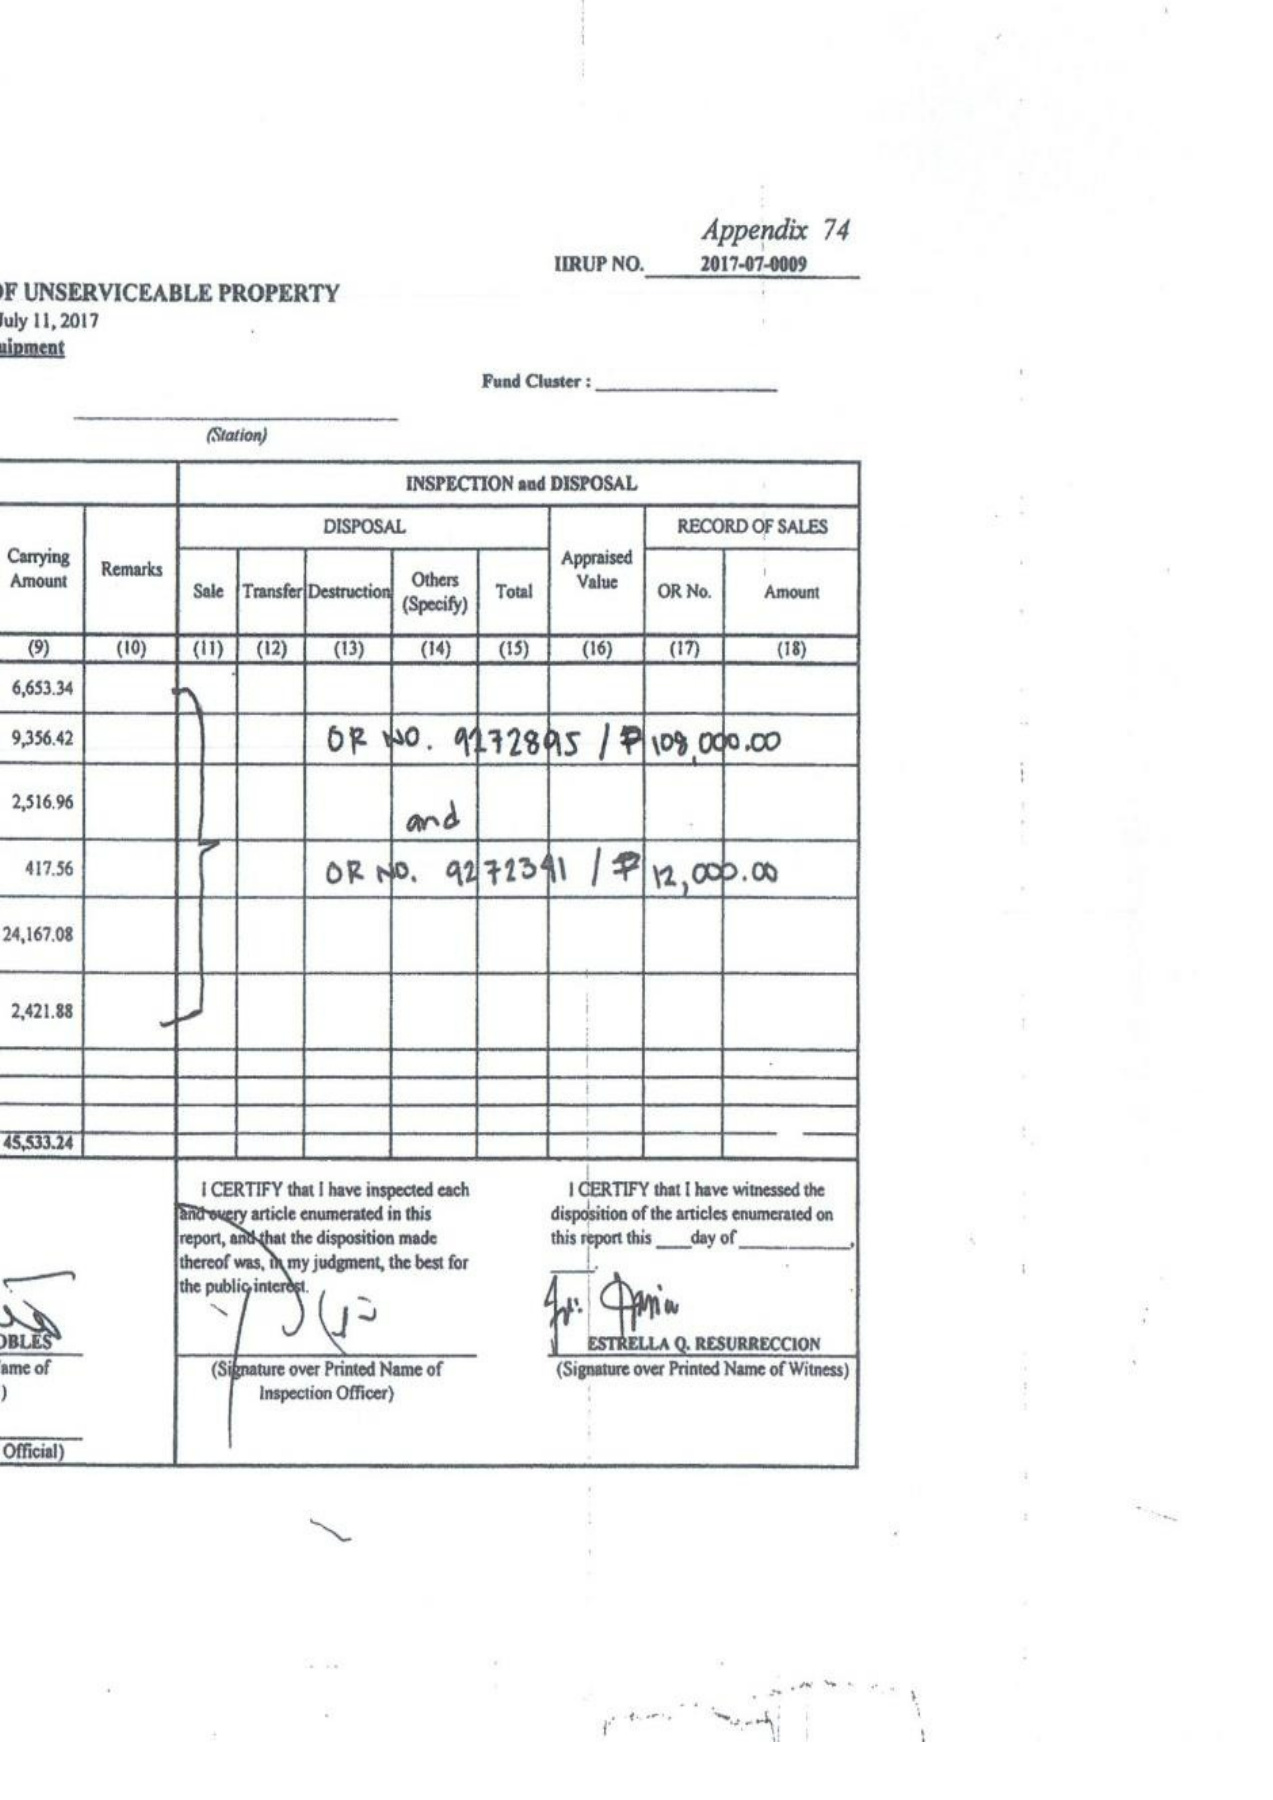 Appendix 74
IIRUP NO. 2017-07-0009
OF UNSERVICEABLE PROPERTY
July 11, 2017
uipment
Fund Cluster :
(Station)
INSPECTION and DISPOSAL
DISPOSAL
RECORD OF SALES
Carrying Amount
Remarks
Sale
Transfer
Destruction
Others (Specify)
Total
Appraised Value
OR No.
Amount
(9) (10) (11) (12) (13) (14) (15) (16) (17) (18)
6,653.34
9,356.42 OR NO. 9272895 / ₱ 108,000.00
2,516.96 and
417.56 OR NO. 9272391 / ₱ 12,000.00
24,167.08
2,421.88
45,533.24
I CERTIFY that I have inspected each
and every article enumerated in this
report, and that the disposition made
thereof was, in my judgment, the best for
the public interest.
(Signature over Printed Name of
Inspection Officer)
I CERTIFY that I have witnessed the
disposition of the articles enumerated on
this report this ____day of ____________,
ESTRELLA Q. RESURRECCION
(Signature over Printed Name of Witness)
OBLES
ame of
)
Official)